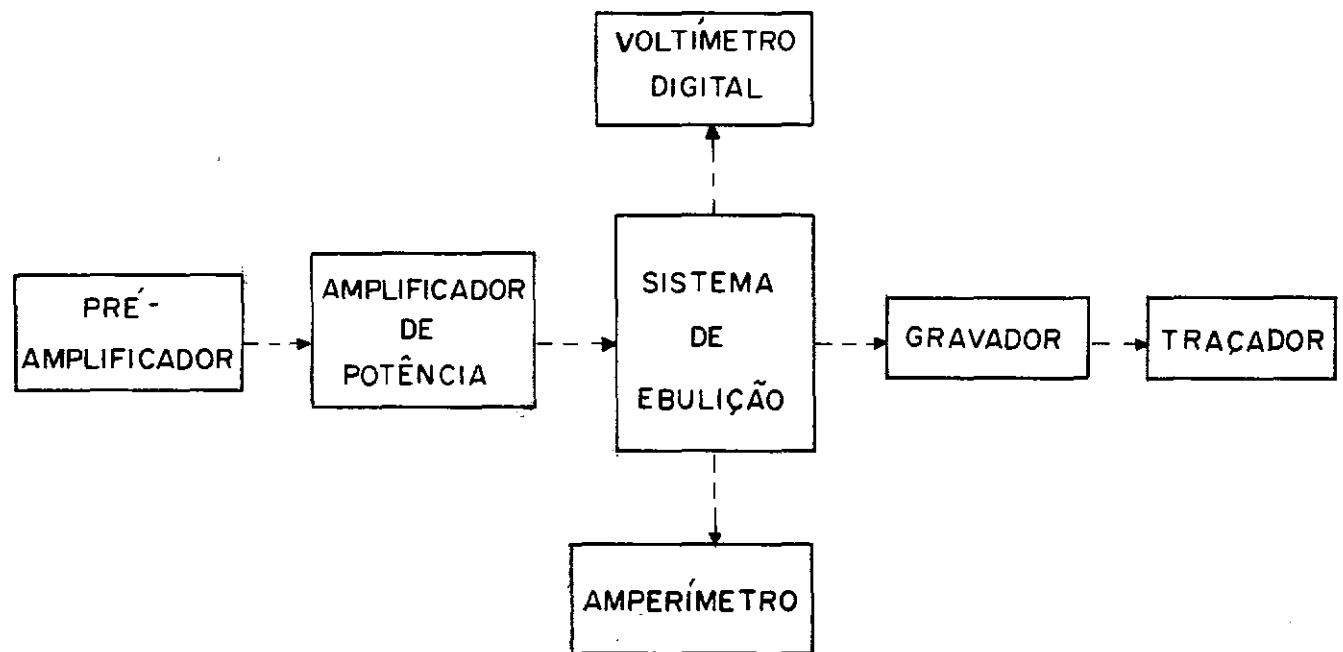 VOLTÍMETRO
DIGITAL
PRÉ-
AMPLIFICADOR
AMPLIFICADOR
DE
POTÊNCIA
SISTEMA
DE
EBULIÇÃO
GRAVADOR
TRAÇADOR
AMPERÍMETRO